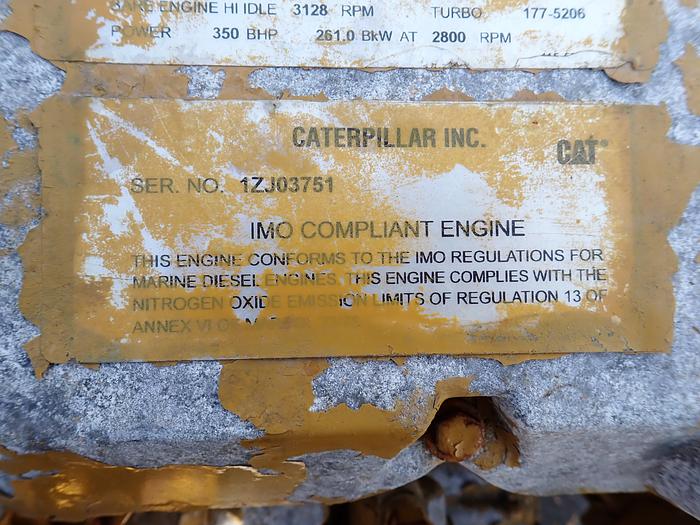 BARE ENGINE HI IDLE 3128 RPM TURBO 177-5206
POWER 350 BHP 261.0 BkW AT 2800 RPM
CATERPILLAR INC.
CAT
SER. NO. 1ZJ03751
IMO COMPLIANT ENGINE
THIS ENGINE CONFORMS TO THE IMO REGULATIONS FOR
MARINE DIESEL ENGINES. THIS ENGINE COMPLIES WITH THE
NITROGEN OXIDE EMISSION LIMITS OF REGULATION 13 OF
ANNEX VI OF